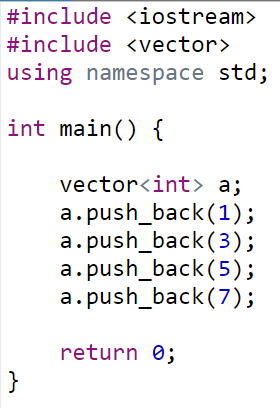 #include <iostream>
#include <vector>
using namespace std;
int main() {
vector<int> a;
a.push_back(1);
a.push_back(3);
a.push_back(5);
a.push_back(7);
return 0;
}